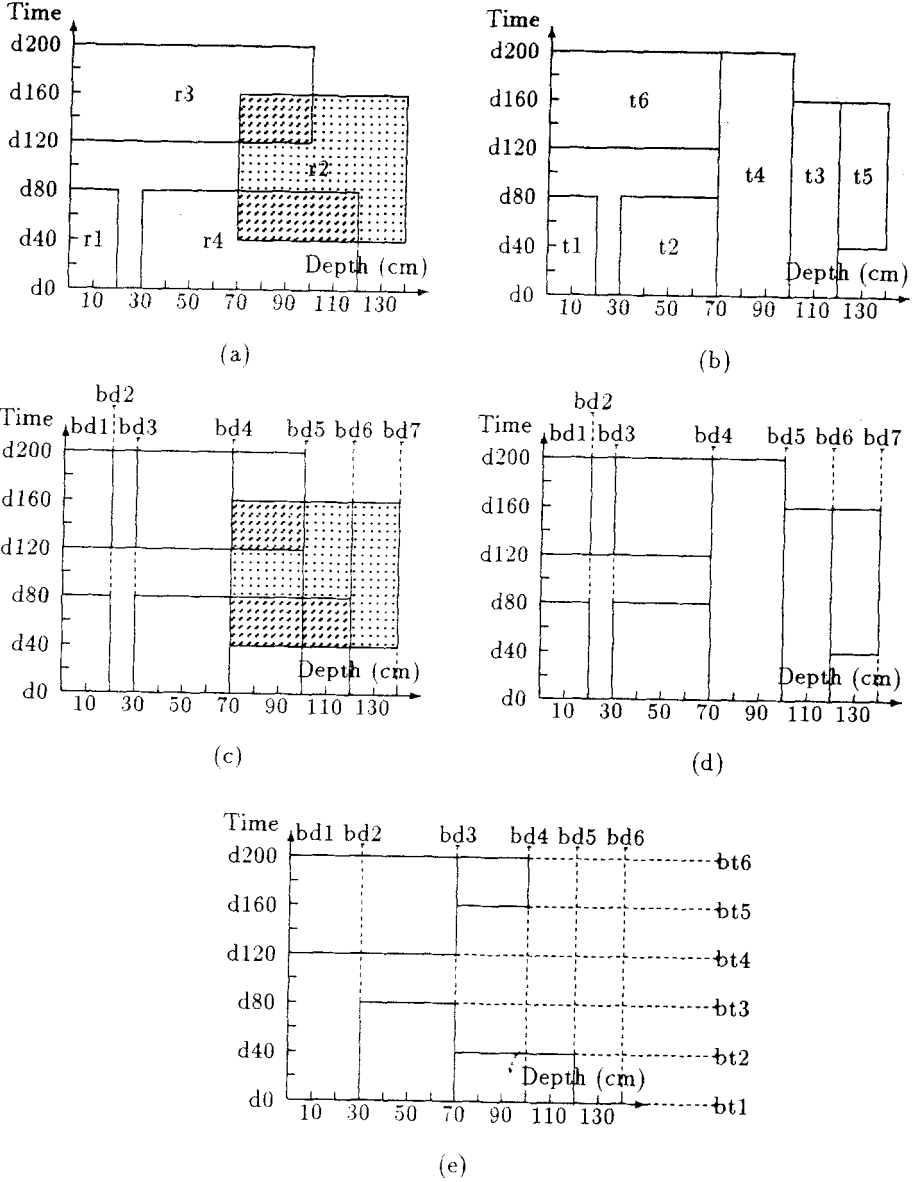 Time
d200
d160
d120
d80
d40
d0
r3
r2
r1
r4
Depth (cm)
10 30 50 70 90 110 130
(a)
Time
d200
d160
d120
d80
d40
d0
t6
t4 t3 t5
t1 t2
Depth (cm)
10 30 50 70 90 110 130
(b)
bd2
Time
bd1 bd3 bd4 bd5 bd6 bd7
d200
d160
d120
d80
d40
d0
Depth (cm)
10 30 50 70 90 110 130
(c)
bd2
Time
bd1 bd3 bd4 bd5 bd6 bd7
d200
d160
d120
d80
d40
d0
Depth (cm)
10 30 50 70 90 110 130
(d)
Time
bd1 bd2 bd3 bd4 bd5 bd6
d200 bt6
d160 bt5
d120 bt4
d80 bt3
d40 bt2
Depth (cm)
d0 bt1
10 30 50 70 90 110 130
(e)